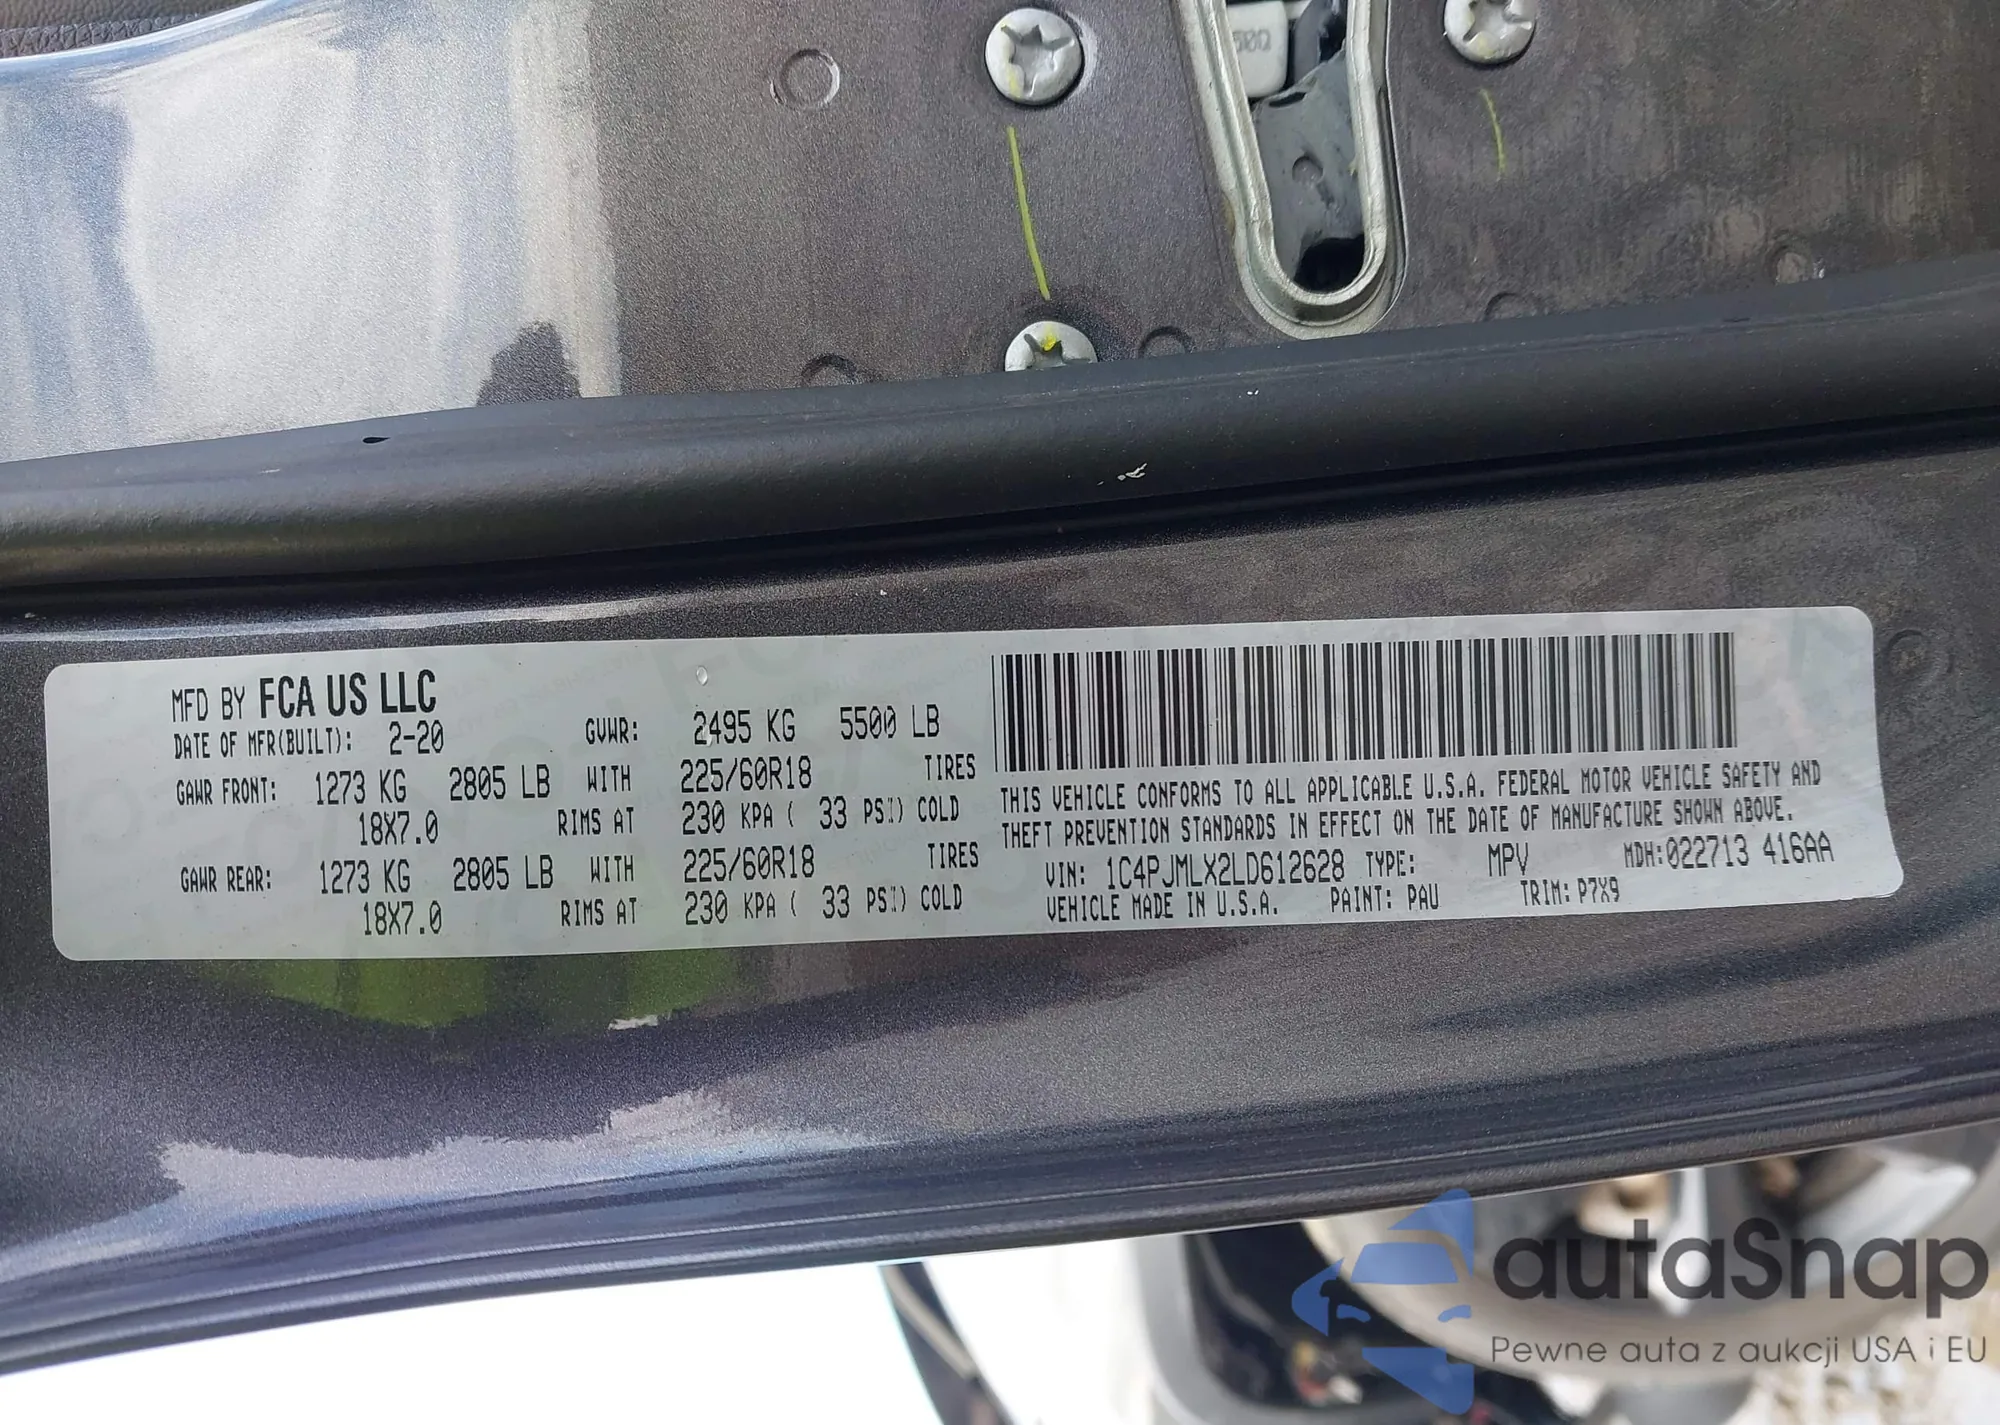 50Q
MFD BY FCA US LLC
DATE OF MFR(BUILT): 2-20 GVWR: 2495 KG 5500 LB
GAWR FRONT: 1273 KG 2805 LB WITH 225/60R18 TIRES
18X7.0 RIMS AT 230 KPA ( 33 PSI) COLD
GAWR REAR: 1273 KG 2805 LB WITH 225/60R18 TIRES
18X7.0 RIMS AT 230 KPA ( 33 PSI) COLD
THIS VEHICLE CONFORMS TO ALL APPLICABLE U.S.A. FEDERAL MOTOR VEHICLE SAFETY AND
THEFT PREVENTION STANDARDS IN EFFECT ON THE DATE OF MANUFACTURE SHOWN ABOVE.
VIN: 1C4PJMLX2LD612628 TYPE: MPV MDH:022713 416AA
VEHICLE MADE IN U.S.A. PAINT: PAU TRIM: P7X9
autaSnap
Pewne auta z aukcji USA i EU